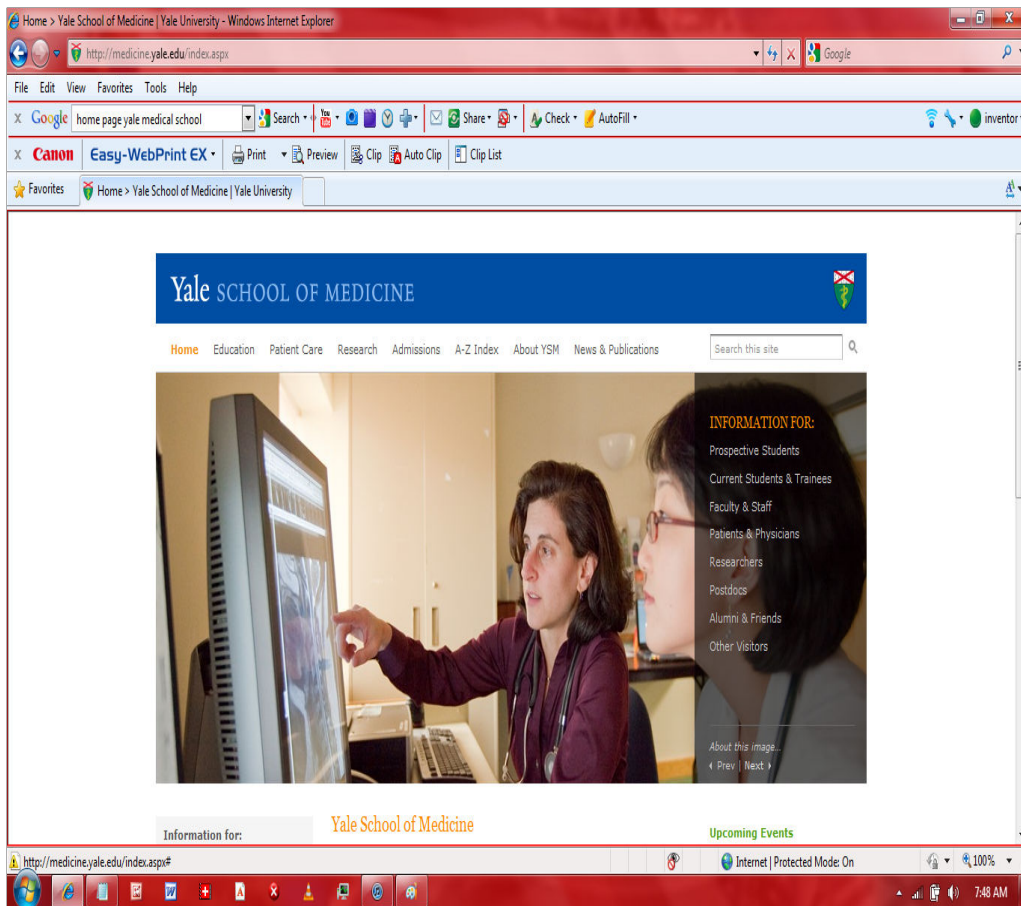 Home > Yale School of Medicine | Yale University - Windows Internet Explorer
http://medicine.yale.edu/index.aspx
Google
File Edit View Favorites Tools Help
x Google home page yale medical school Search Share Check AutoFill inventor
x Canon Easy-WebPrint EX Print Preview Clip Auto Clip Clip List
Favorites Home > Yale School of Medicine | Yale University
Yale SCHOOL OF MEDICINE
Home Education Patient Care Research Admissions A-Z Index About YSM News & Publications Search this site
INFORMATION FOR:
Prospective Students
Current Students & Trainees
Faculty & Staff
Patients & Physicians
Researchers
Postdocs
Alumni & Friends
Other Visitors
About this image...
Prev | Next
Information for:
Yale School of Medicine
Upcoming Events
http://medicine.yale.edu/index.aspx# Internet | Protected Mode: On 100%
7:48 AM